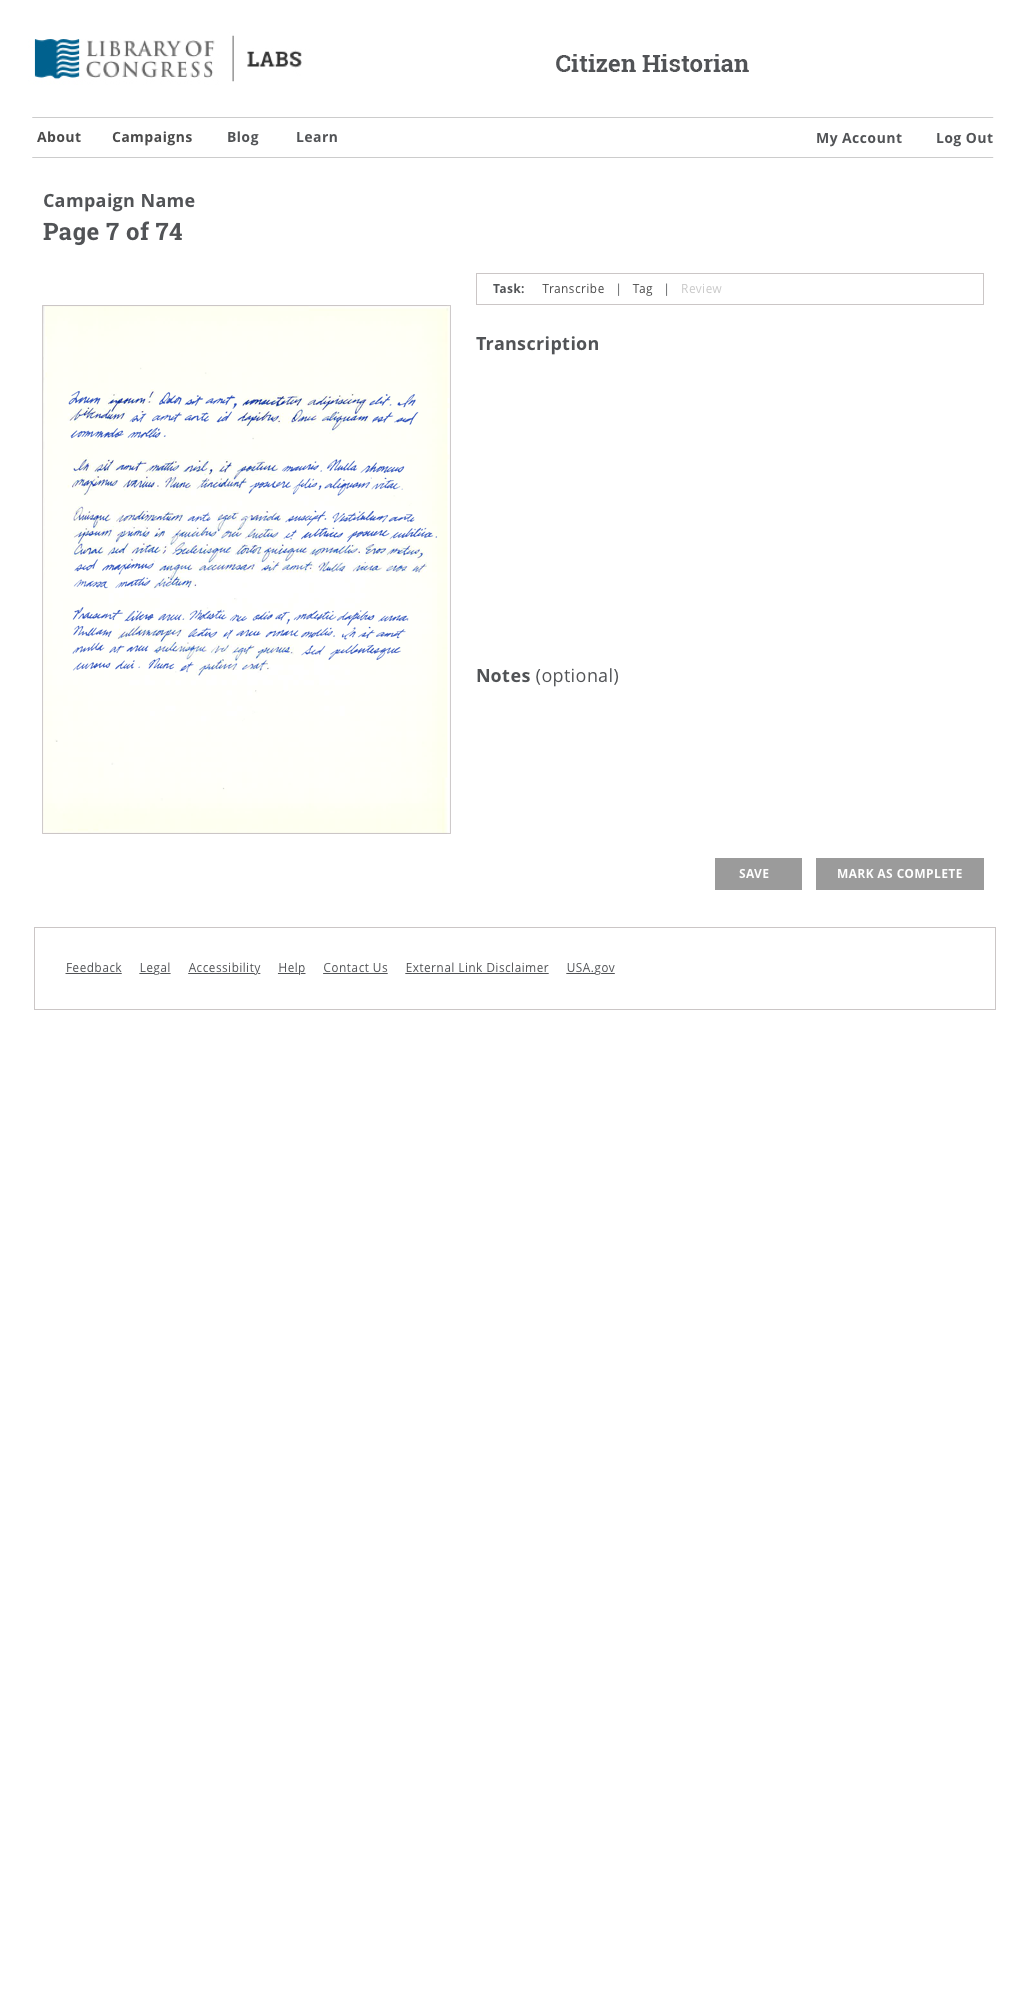 LIBRARY OF
CONGRESS
LABS
Citizen Historian
About Campaigns Blog Learn My Account Log Out
Campaign Name
Page 7 of 74
Task: Transcribe | Tag | Review
Transcription
Lorem ipsum! Odor sit amet, consectetur adipiscing elit. In
bibendum sit amet ante id dapibus. Donec aliquam est sed
commodo mollis.
In sit amet mattis nisl, it mauris. Nulla rhoncus
maximus varius. Nunc tincidunt posuere felis, aliquam vitae.
Quisque condimentum ante eget gravida suscipit. Vestibulum ante
ipsum primis in faucibus orci luctus et ultrices posuere cubilia.
Curae sed vitae; Scelerisque tortor quisque convallis. Eros metus,
sed maximus augue accumsan sit amet. Nulla eros at
massa mattis dictum.
Praesent libero arcu. Molestie nec odio at, molestie dapibus urna.
Nullam ullamcorper lectus et arcu ornare mollis. In sit amet
nulla at arcu scelerisque vel eget purus. Sed pellentesque
cursus dui. Nunc et erat.
Notes (optional)
SAVE MARK AS COMPLETE
Feedback Legal Accessibility Help Contact Us External Link Disclaimer USA.gov